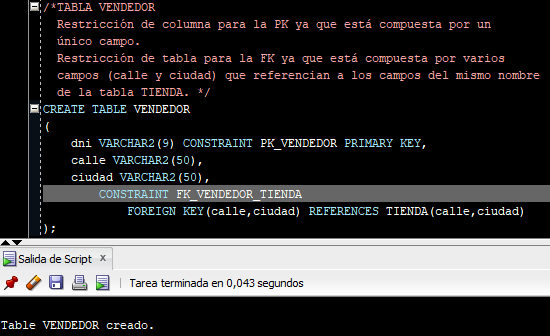 /*TABLA VENDEDOR
Restricción de columna para la PK ya que está compuesta por un
único campo.
Restricción de tabla para la FK ya que está compuesta por varios
campos (calle y ciudad) que referencian a los campos del mismo nombre
de la tabla TIENDA. */
CREATE TABLE VENDEDOR
(
dni VARCHAR2(9) CONSTRAINT PK_VENDEDOR PRIMARY KEY,
calle VARCHAR2(50),
ciudad VARCHAR2(50),
CONSTRAINT FK_VENDEDOR_TIENDA
FOREIGN KEY(calle,ciudad) REFERENCES TIENDA(calle,ciudad)
);
Salida de Script x
Tarea terminada en 0,043 segundos
Table VENDEDOR creado.